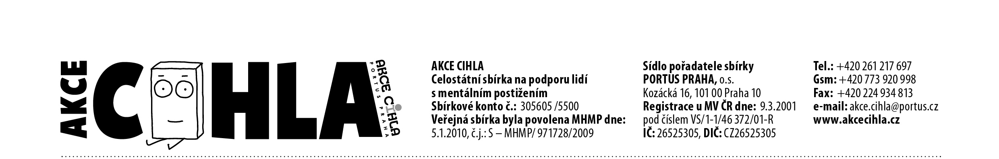 AKCE
CIHLA
AKCE CIHLA
PORTUS PRAHA
AKCE CIHLA
Celostátní sbírka na podporu lidí
s mentálním postižením
Sbírkové konto č.: 305605 /5500
Veřejná sbírka byla povolena MHMP dne:
5.1.2010, č.j.: S – MHMP/ 971728/2009
Sídlo pořadatele sbírky
PORTUS PRAHA, o.s.
Kozácká 16, 101 00 Praha 10
Registrace u MV ČR dne: 9.3.2001
pod číslem VS/1-1/46 372/01-R
IČ: 26525305, DIČ: CZ26525305
Tel.: +420 261 217 697
Gsm: +420 773 920 998
Fax: +420 224 934 813
e-mail: akce.cihla@portus.cz
www.akcecihla.cz